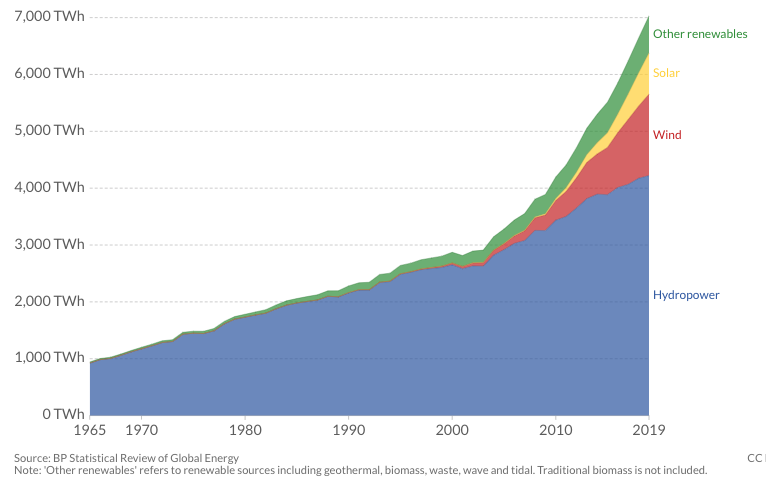 7,000 TWh
Other renewables
6,000 TWh
Solar
5,000 TWh
Wind
4,000 TWh
3,000 TWh
2,000 TWh
Hydropower
1,000 TWh
0 TWh
1965 1970 1980 1990 2000 2010 2019
Source: BP Statistical Review of Global Energy CC
Note: 'Other renewables' refers to renewable sources including geothermal, biomass, waste, wave and tidal. Traditional biomass is not included.